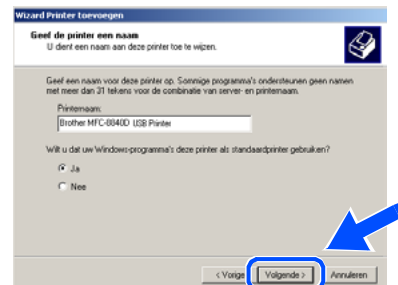 Wizard Printer toevoegen
Geef de printer een naam
U dient een naam aan deze printer toe te wijzen.
Geef een naam voor deze printer op. Sommige programma's ondersteunen geen namen
met meer dan 31 tekens voor de combinatie van server- en printernaam.
Printernaam:
Brother MFC-8840D USB Printer
Wilt u dat uw Windows-programma's deze printer als standaardprinter gebruiken?
Ja
Nee
< Vorige
Volgende >
Annuleren